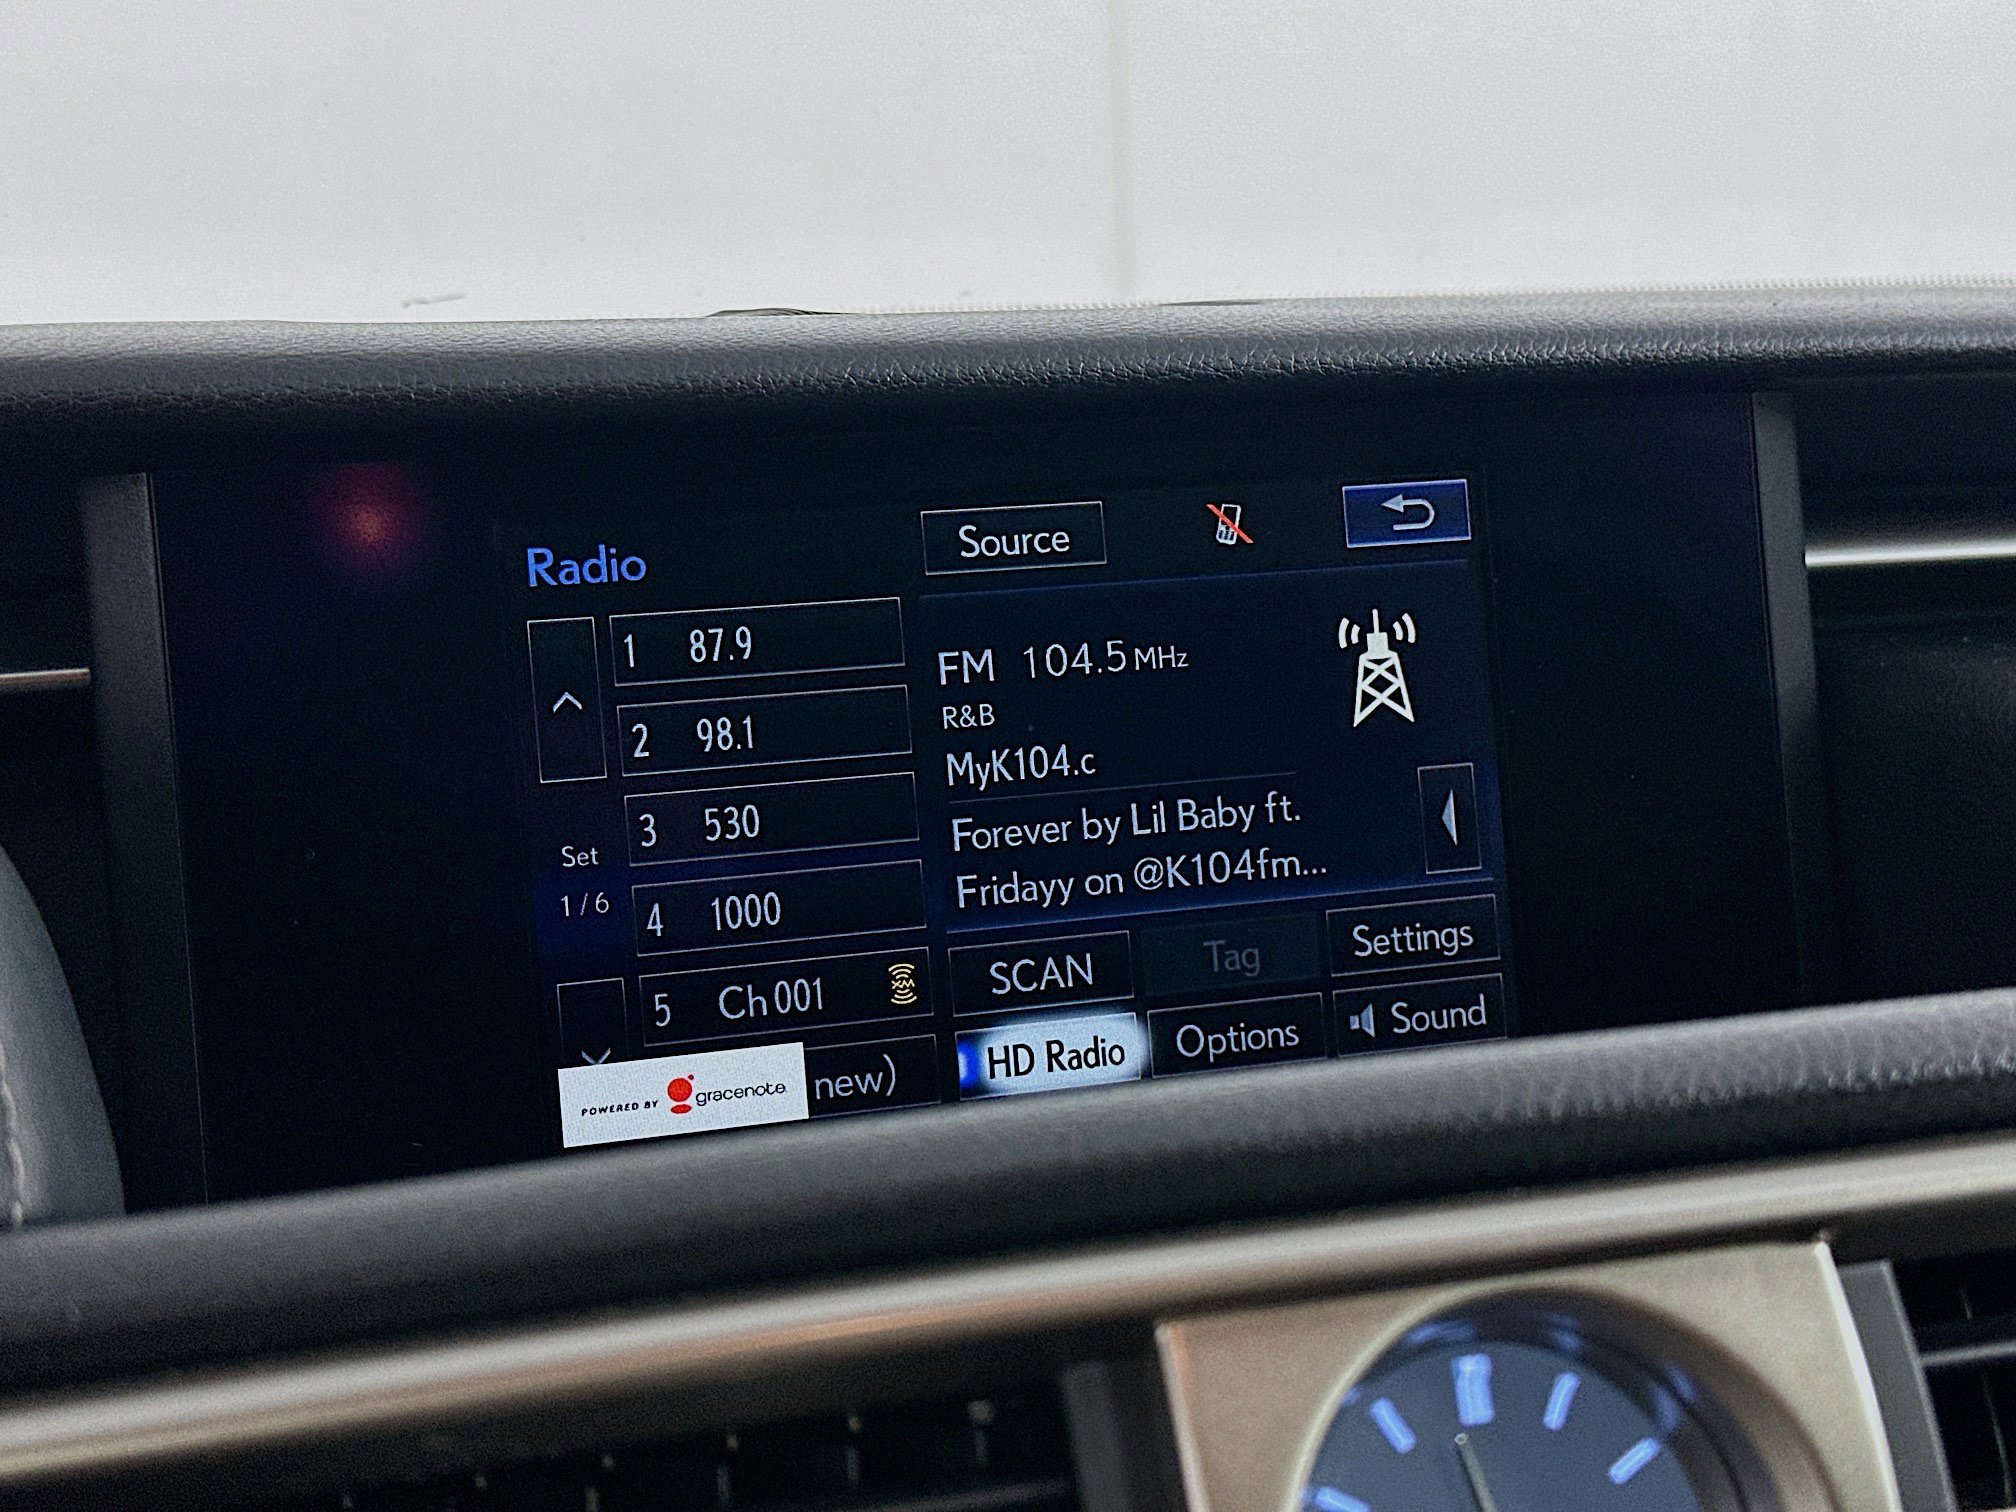 Radio
Source
1 87.9
2 98.1
3 530
4 1000
5 Ch 001 XM
new)
Set
1/6
FM 104.5 MHz
R&B
MyK104.c
Forever by Lil Baby ft.
Fridayy on @K104fm...
SCAN
Tag
Settings
HD Radio
Options
Sound
POWERED BY gracenote